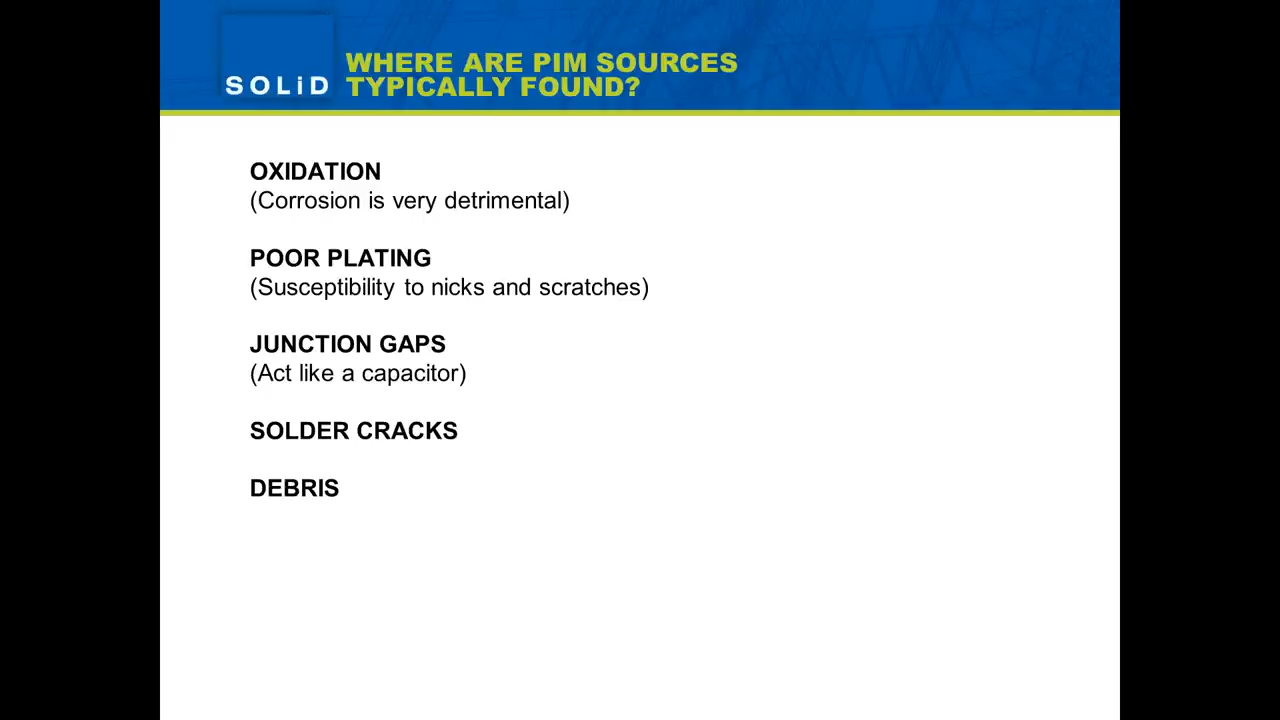 SOLiD
WHERE ARE PIM SOURCES
TYPICALLY FOUND?
OXIDATION
(Corrosion is very detrimental)
POOR PLATING
(Susceptibility to nicks and scratches)
JUNCTION GAPS
(Act like a capacitor)
SOLDER CRACKS
DEBRIS